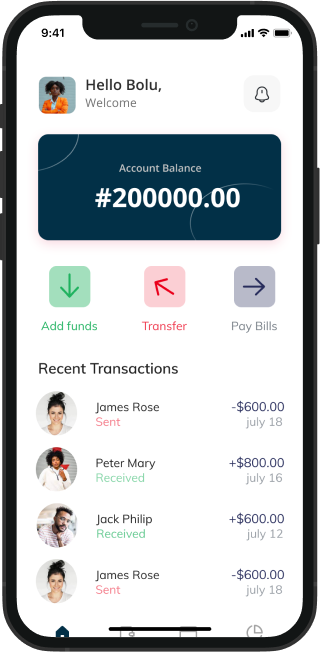 9:41
Hello Bolu,
Welcome
Account Balance
#200000.00
Add funds
Transfer
Pay Bills
Recent Transactions
James Rose
-$600.00
Sent
july 18
Peter Mary
+$800.00
Received
july 16
Jack Philip
+$600.00
Received
july 12
James Rose
-$600.00
Sent
july 18